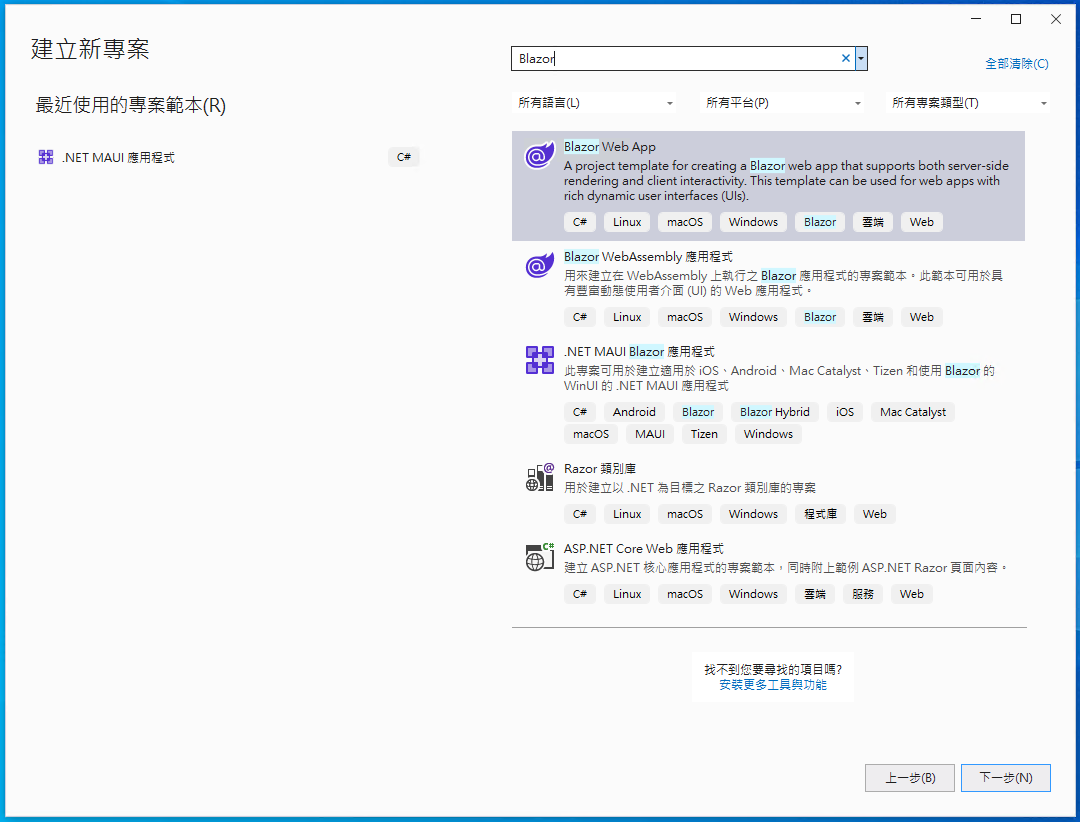 建立新專案
Blazor
全部清除(C)
最近使用的專案範本(R)
.NET MAUI 應用程式
C#
所有語言(L)
所有平台(P)
所有專案類型(T)
Blazor Web App
A project template for creating a Blazor web app that supports both server-side
rendering and client interactivity. This template can be used for web apps with
rich dynamic user interfaces (UIs).
C# Linux macOS Windows Blazor 雲端 Web
Blazor WebAssembly 應用程式
用來建立在 WebAssembly 上執行之 Blazor 應用程式的專案範本。此範本可用於具
有豐富動態使用者介面 (UI) 的 Web 應用程式。
C# Linux macOS Windows Blazor 雲端 Web
.NET MAUI Blazor 應用程式
此專案可用於建立適用於 iOS、Android、Mac Catalyst、Tizen 和使用 Blazor 的
WinUI 的 .NET MAUI 應用程式
C# Android Blazor Blazor Hybrid iOS Mac Catalyst
macOS MAUI Tizen Windows
Razor 類別庫
用於建立以 .NET 為目標之 Razor 類別庫的專案
C# Linux macOS Windows 程式庫 Web
ASP.NET Core Web 應用程式
建立 ASP.NET 核心應用程式的專案範本，同時附上範例 ASP.NET Razor 頁面內容。
C# Linux macOS Windows 雲端 服務 Web
找不到您要尋找的項目嗎?
安裝更多工具與功能
上一步(B)
下一步(N)